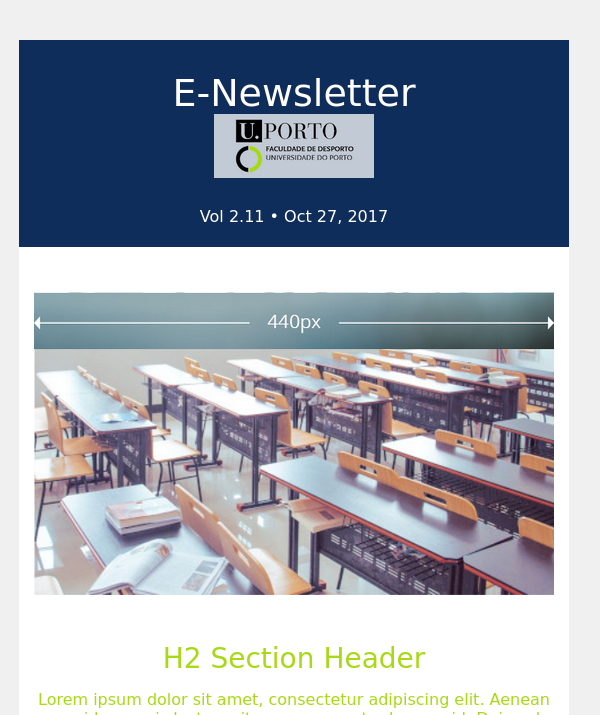 E-Newsletter
U.PORTO
FACULDADE DE DESPORTO
UNIVERSIDADE DO PORTO
Vol 2.11 • Oct 27, 2017
440px
H2 Section Header
Lorem ipsum dolor sit amet, consectetur adipiscing elit. Aenean